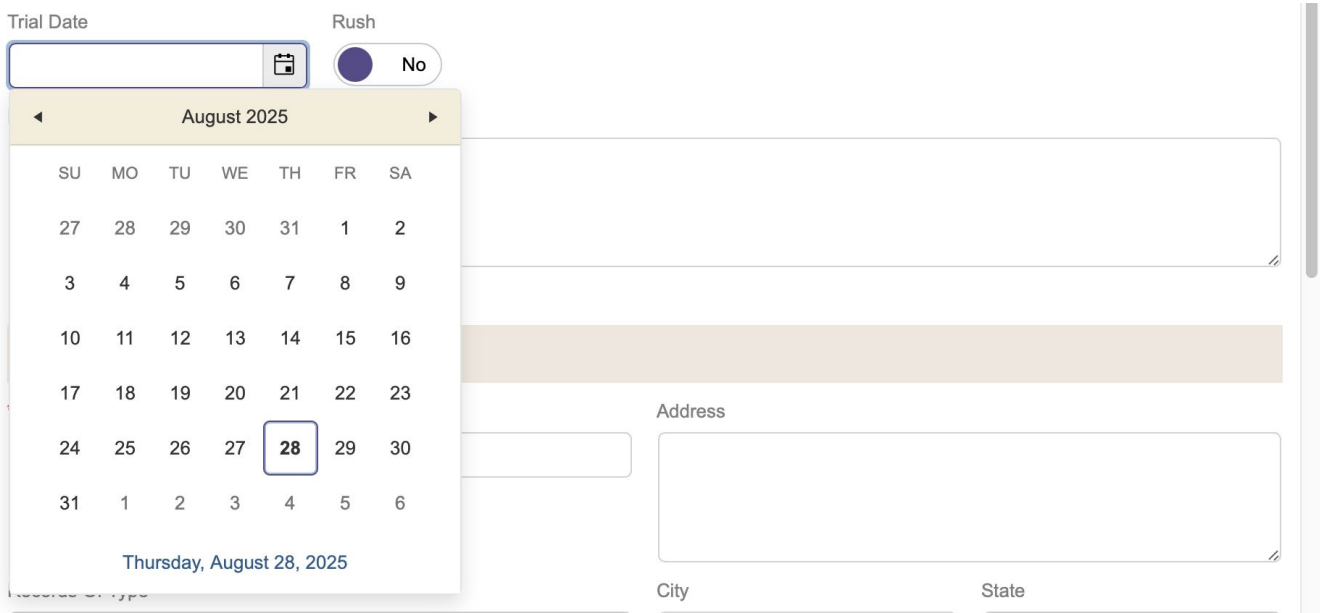 Trial Date Rush
No
August 2025
SU MO TU WE TH FR SA
27 28 29 30 31 1 2
3 4 5 6 7 8 9
10 11 12 13 14 15 16
17 18 19 20 21 22 23
Address
24 25 26 27 28 29 30
31 1 2 3 4 5 6
Thursday, August 28, 2025
City State